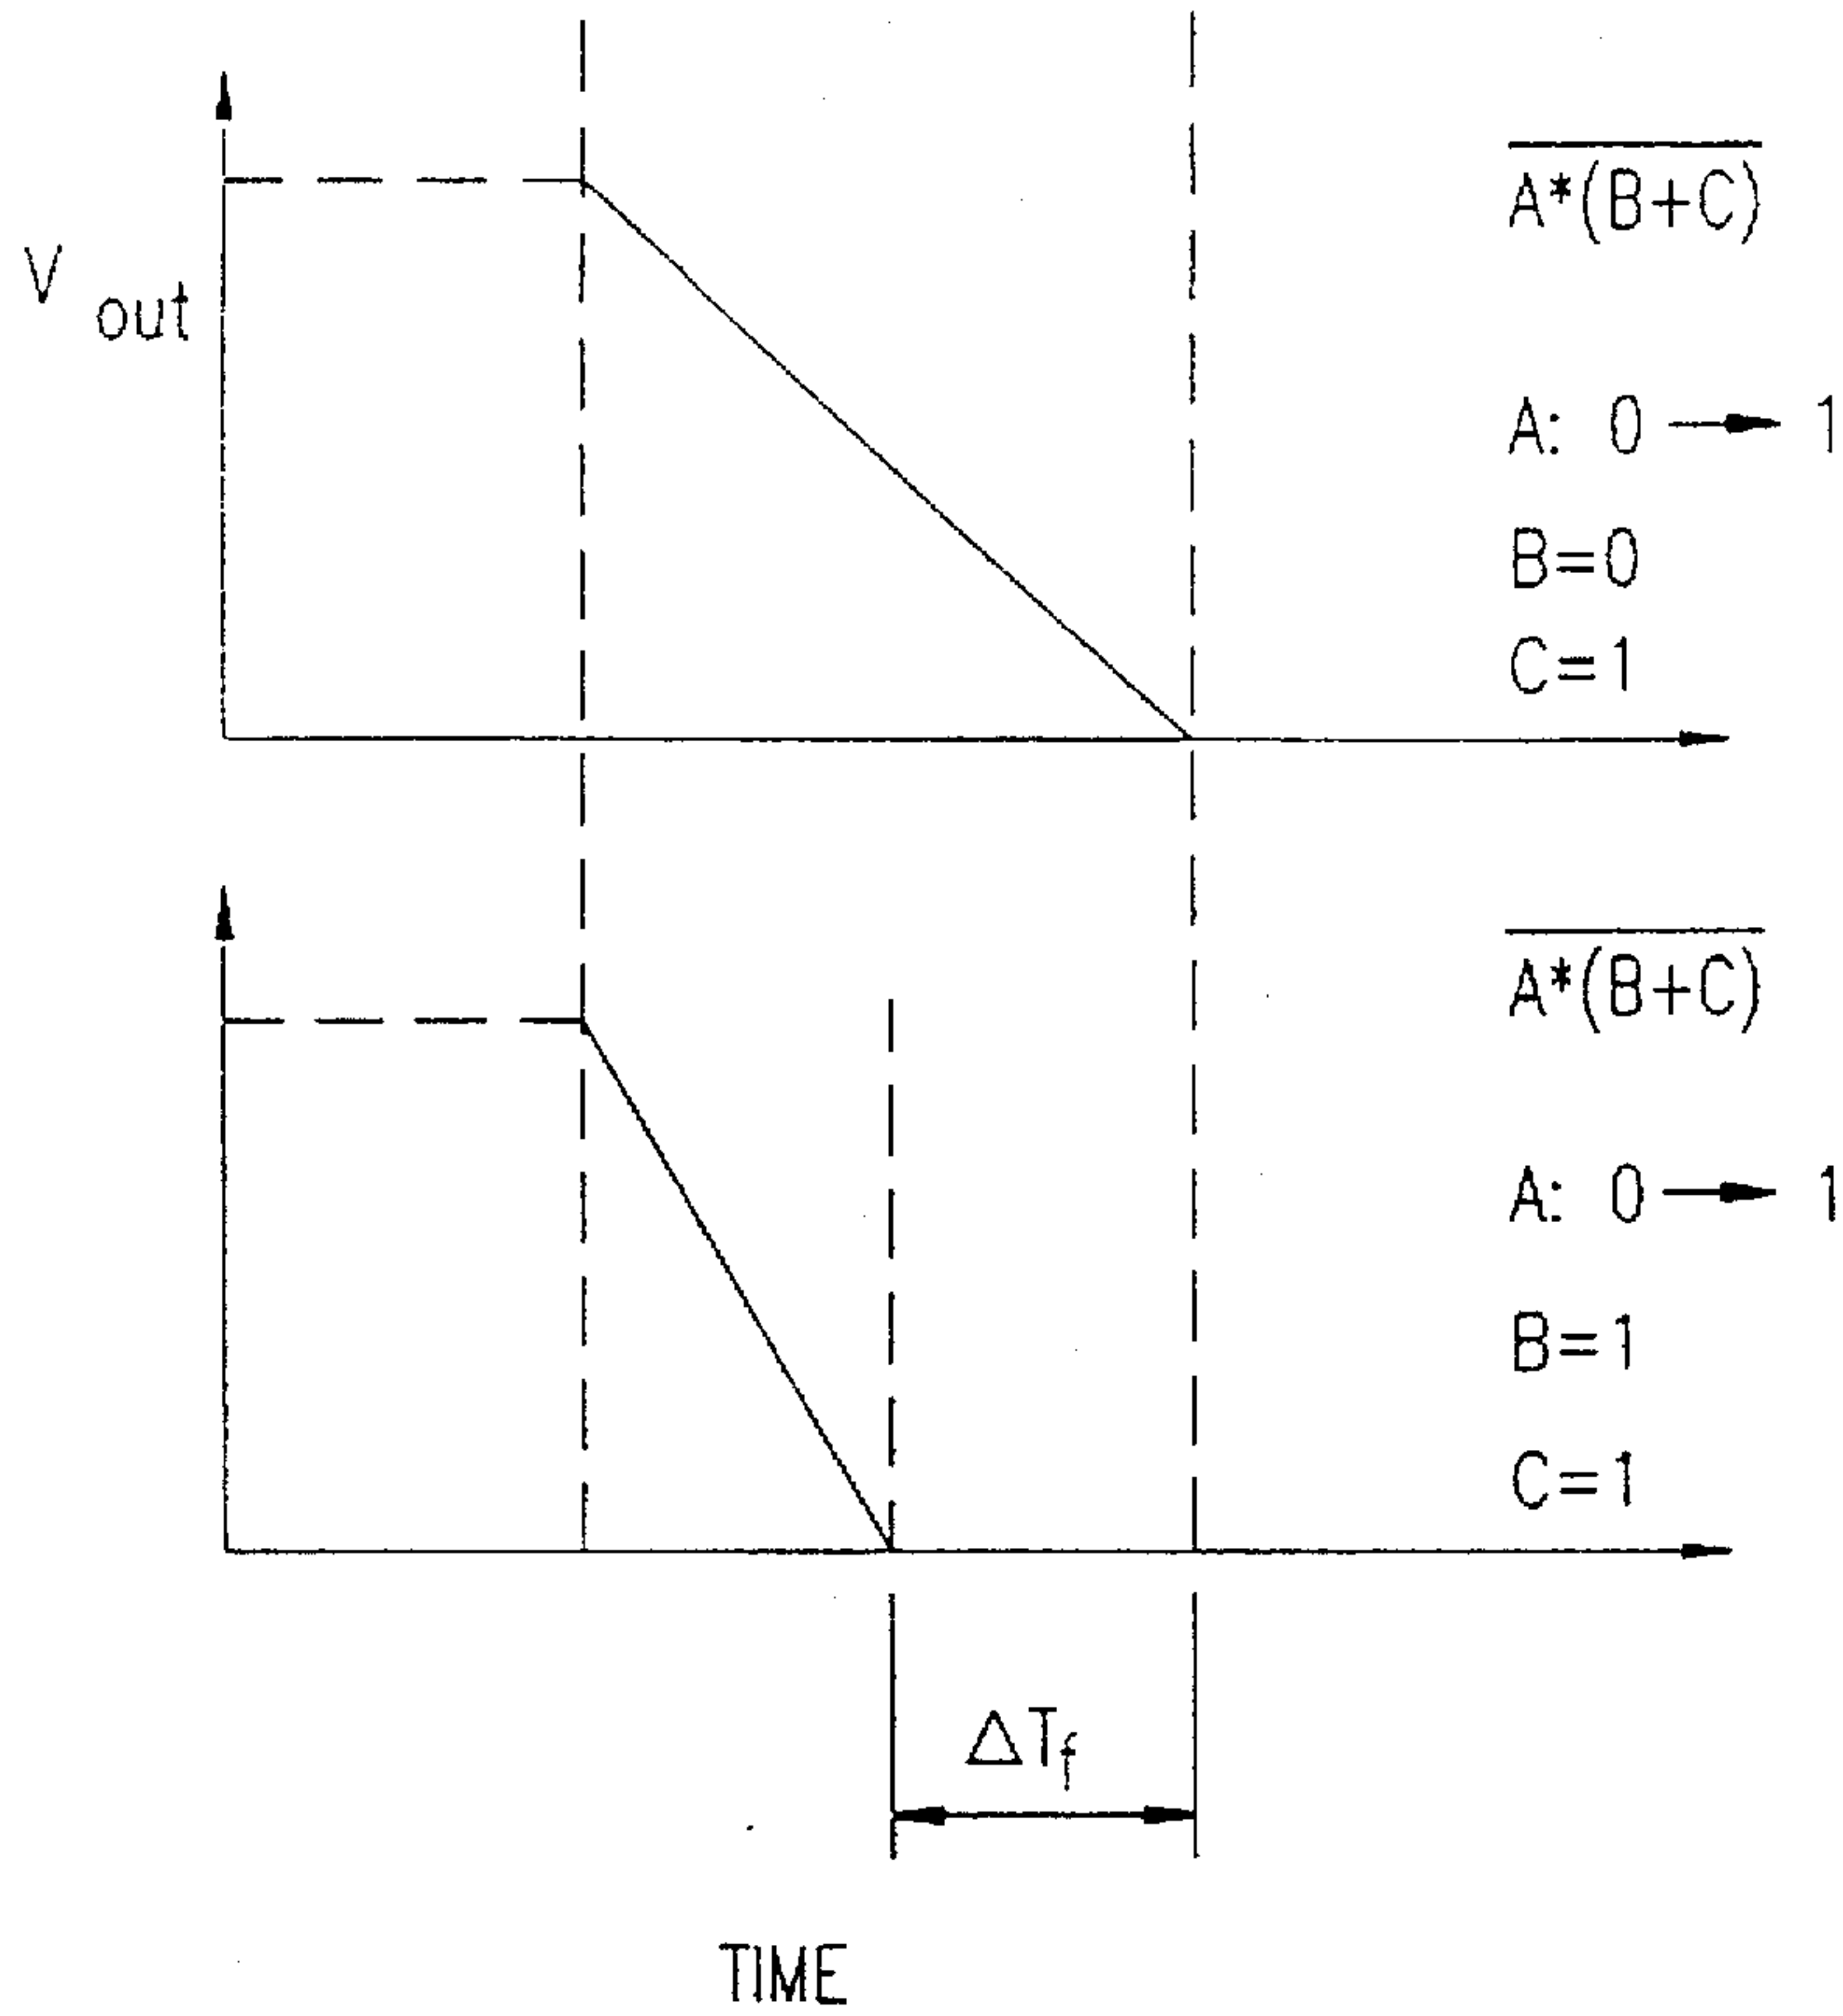 V out
A*(B+C)
A: 0 → 1
B=0
C=1
A*(B+C)
A: 0 → 1
B=1
C=1
ΔTf
TIME